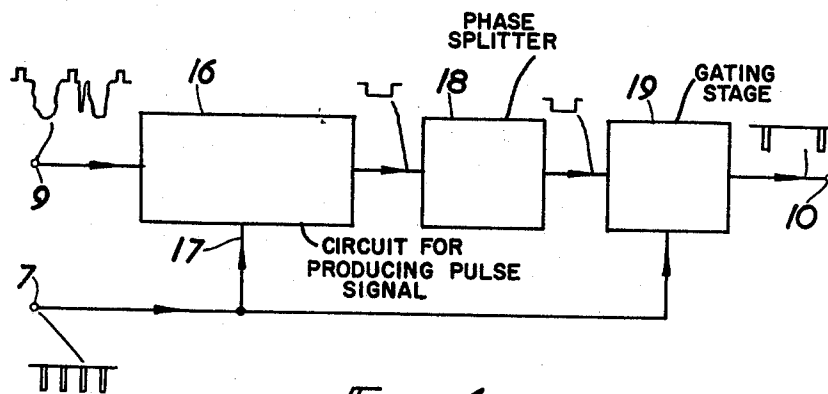 PHASE
SPLITTER
16
18
19
GATING
STAGE
9
10
17
CIRCUIT FOR
PRODUCING PULSE
SIGNAL
7